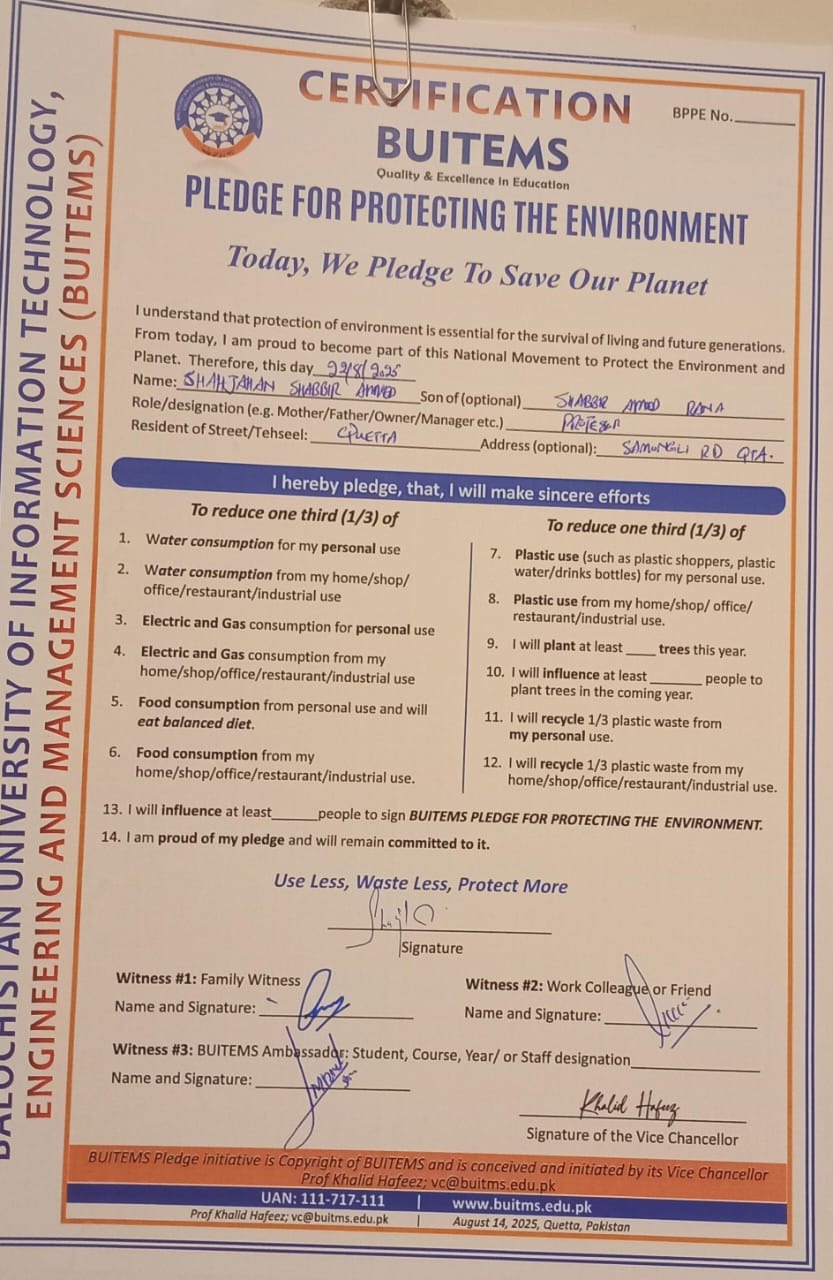 BALOCHISTAN UNIVERSITY OF INFORMATION TECHNOLOGY,
ENGINEERING AND MANAGEMENT SCIENCES (BUITEMS)
CERTIFICATION
BPPE No.
BUITEMS
Quality & Excellence In Education
PLEDGE FOR PROTECTING THE ENVIRONMENT
Today, We Pledge To Save Our Planet
I understand that protection of environment is essential for the survival of living and future generations.
From today, I am proud to become part of this National Movement to Protect the Environment and
Planet. Therefore, this day 22/8/2025
Name: SHAHJAHAN SHABBIR AHMED Son of (optional) SHABBIR AHMED RANA
Role/designation (e.g. Mother/Father/Owner/Manager etc.)
Resident of Street/Tehseel: QUETTA Address (optional): SAMUNGLI RD QTA.
I hereby pledge, that, I will make sincere efforts
To reduce one third (1/3) of
1. Water consumption for my personal use
2. Water consumption from my home/shop/
office/restaurant/industrial use
3. Electric and Gas consumption for personal use
4. Electric and Gas consumption from my
home/shop/office/restaurant/industrial use
5. Food consumption from personal use and will
eat balanced diet.
6. Food consumption from my
home/shop/office/restaurant/industrial use.
To reduce one third (1/3) of
7. Plastic use (such as plastic shoppers, plastic
water/drinks bottles) for my personal use.
8. Plastic use from my home/shop/ office/
restaurant/industrial use.
9. I will plant at least ____ trees this year.
10. I will influence at least _______ people to
plant trees in the coming year.
11. I will recycle 1/3 plastic waste from
my personal use.
12. I will recycle 1/3 plastic waste from my
home/shop/office/restaurant/industrial use.
13. I will influence at least______people to sign BUITEMS PLEDGE FOR PROTECTING THE ENVIRONMENT.
14. I am proud of my pledge and will remain committed to it.
Use Less, Waste Less, Protect More
Signature
Witness #1: Family Witness
Name and Signature:
Witness #2: Work Colleague or Friend
Name and Signature:
Witness #3: BUITEMS Ambassador: Student, Course, Year/ or Staff designation
Name and Signature:
Khalid Hafeez
Signature of the Vice Chancellor
BUITEMS Pledge initiative is Copyright of BUITEMS and is conceived and initiated by its Vice Chancellor
Prof Khalid Hafeez; vc@buitms.edu.pk
UAN: 111-717-111 | www.buitms.edu.pk
Prof Khalid Hafeez; vc@buitms.edu.pk | August 14, 2025, Quetta, Pakistan